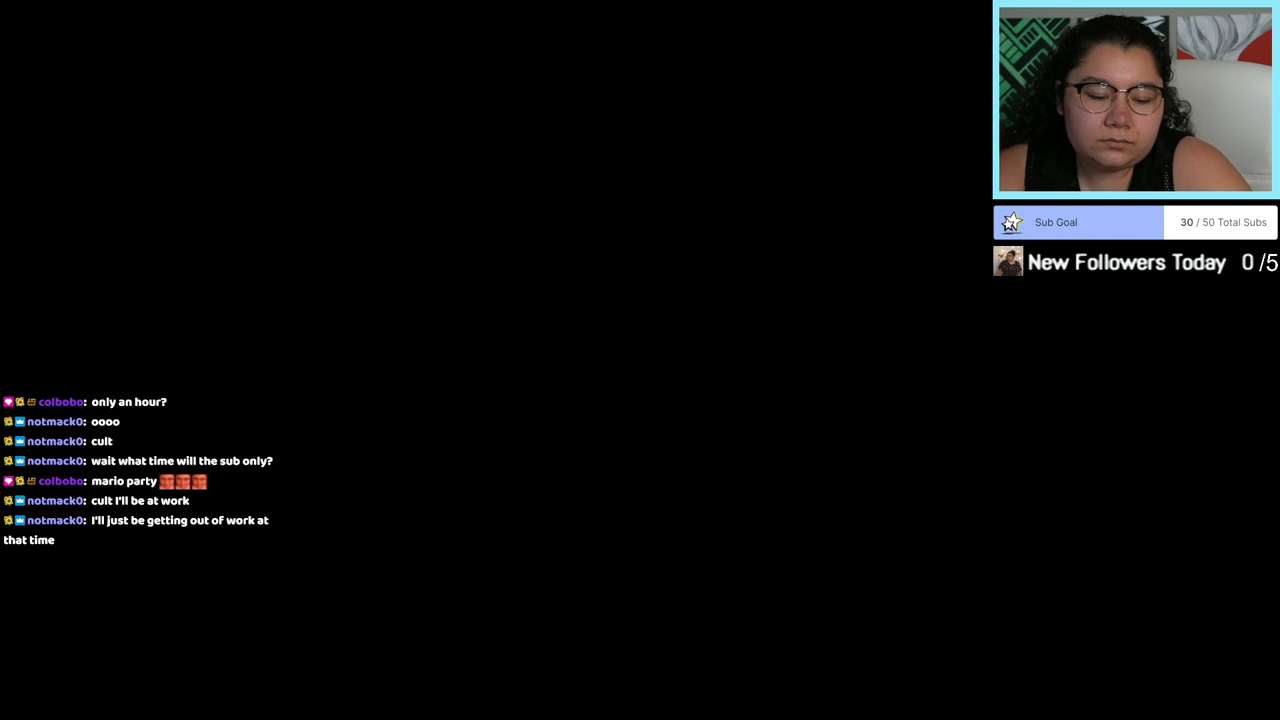 Sub Goal 30 / 50 Total Subs
New Followers Today 0 /5
colbobo: only an hour?
notmack0: oooo
notmack0: cult
notmack0: wait what time will the sub only?
colbobo: mario party
notmack0: cult I'll be at work
notmack0: I'll just be getting out of work at
that time